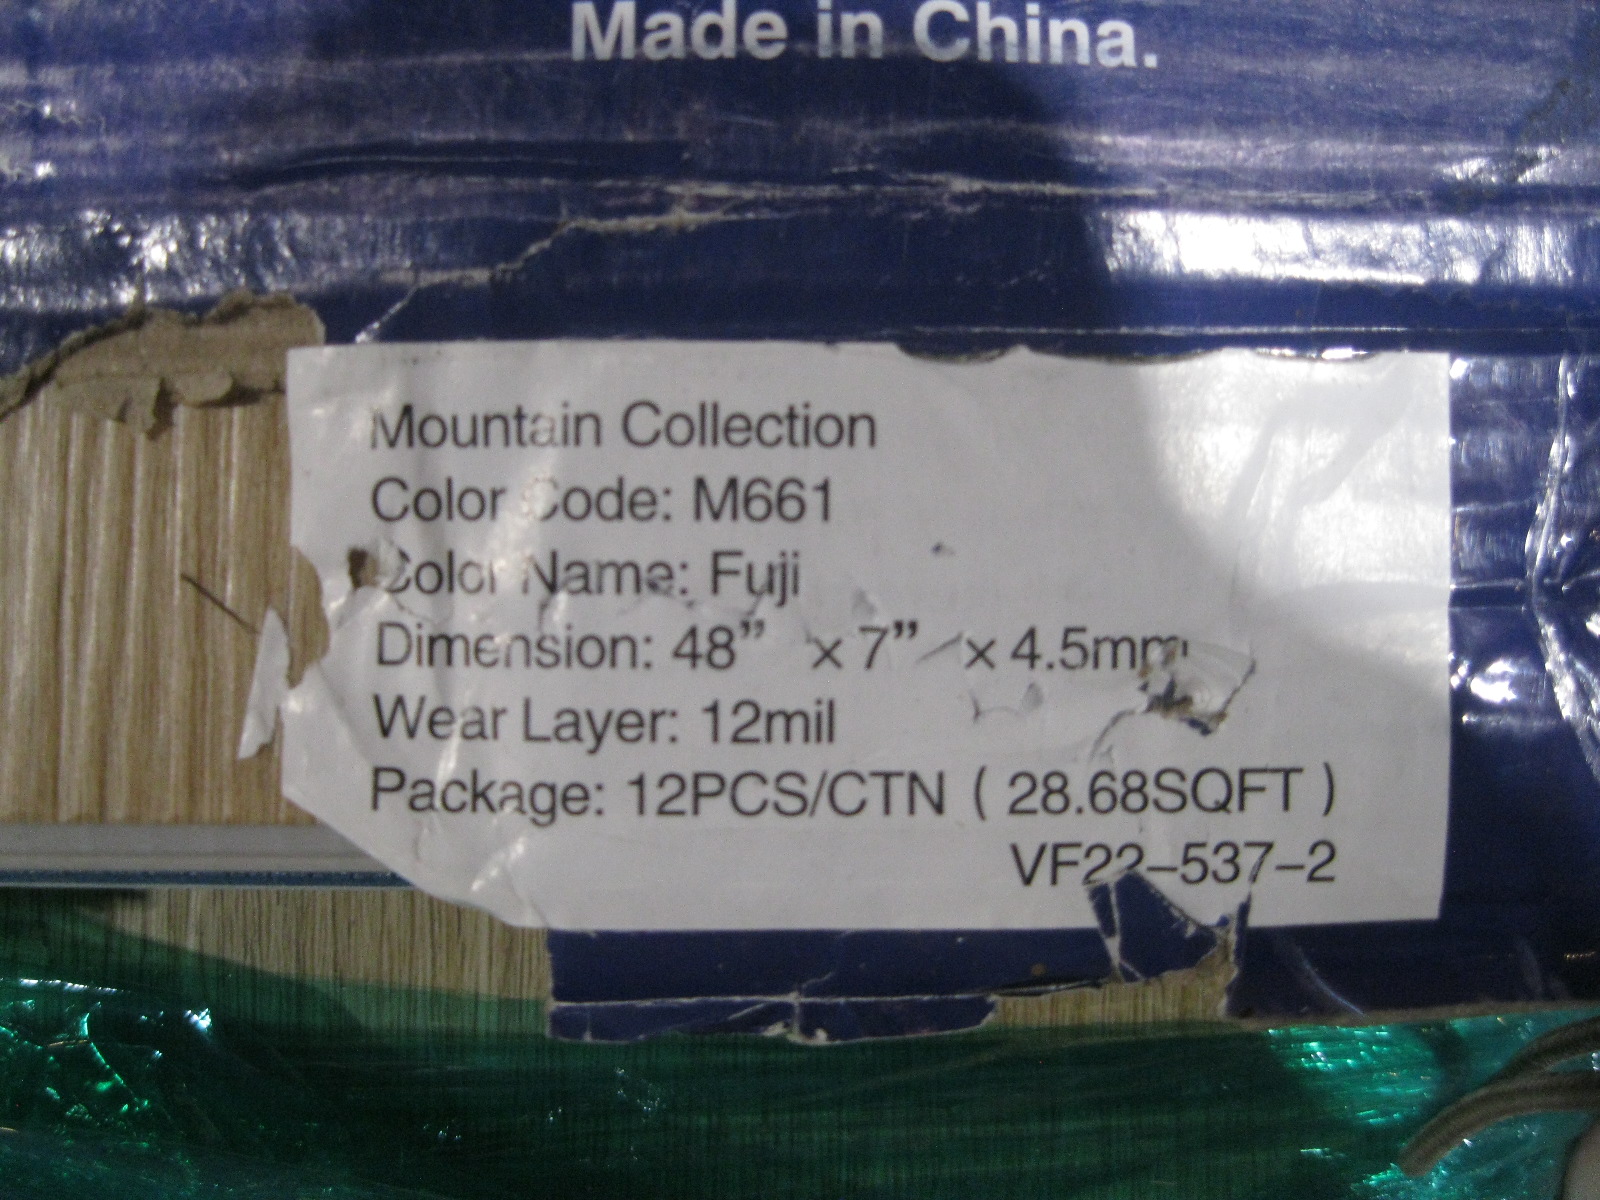 Made in China.
Mountain Collection
Color Code: M661
Color Name: Fuji
Dimension: 48” x 7” x 4.5mm
Wear Layer: 12mil
Package: 12PCS/CTN ( 28.68SQFT )
VF22–537–2